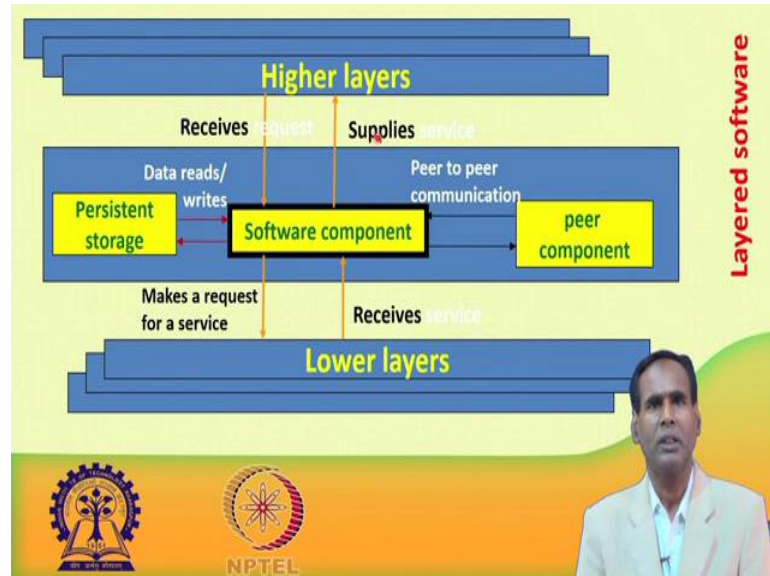 Higher layers
Receives request
Supplies service
Data reads/
writes
Peer to peer
communication
Persistent
storage
Software component
peer
component
Makes a request
for a service
Receives service
Lower layers
Layered software
NPTEL